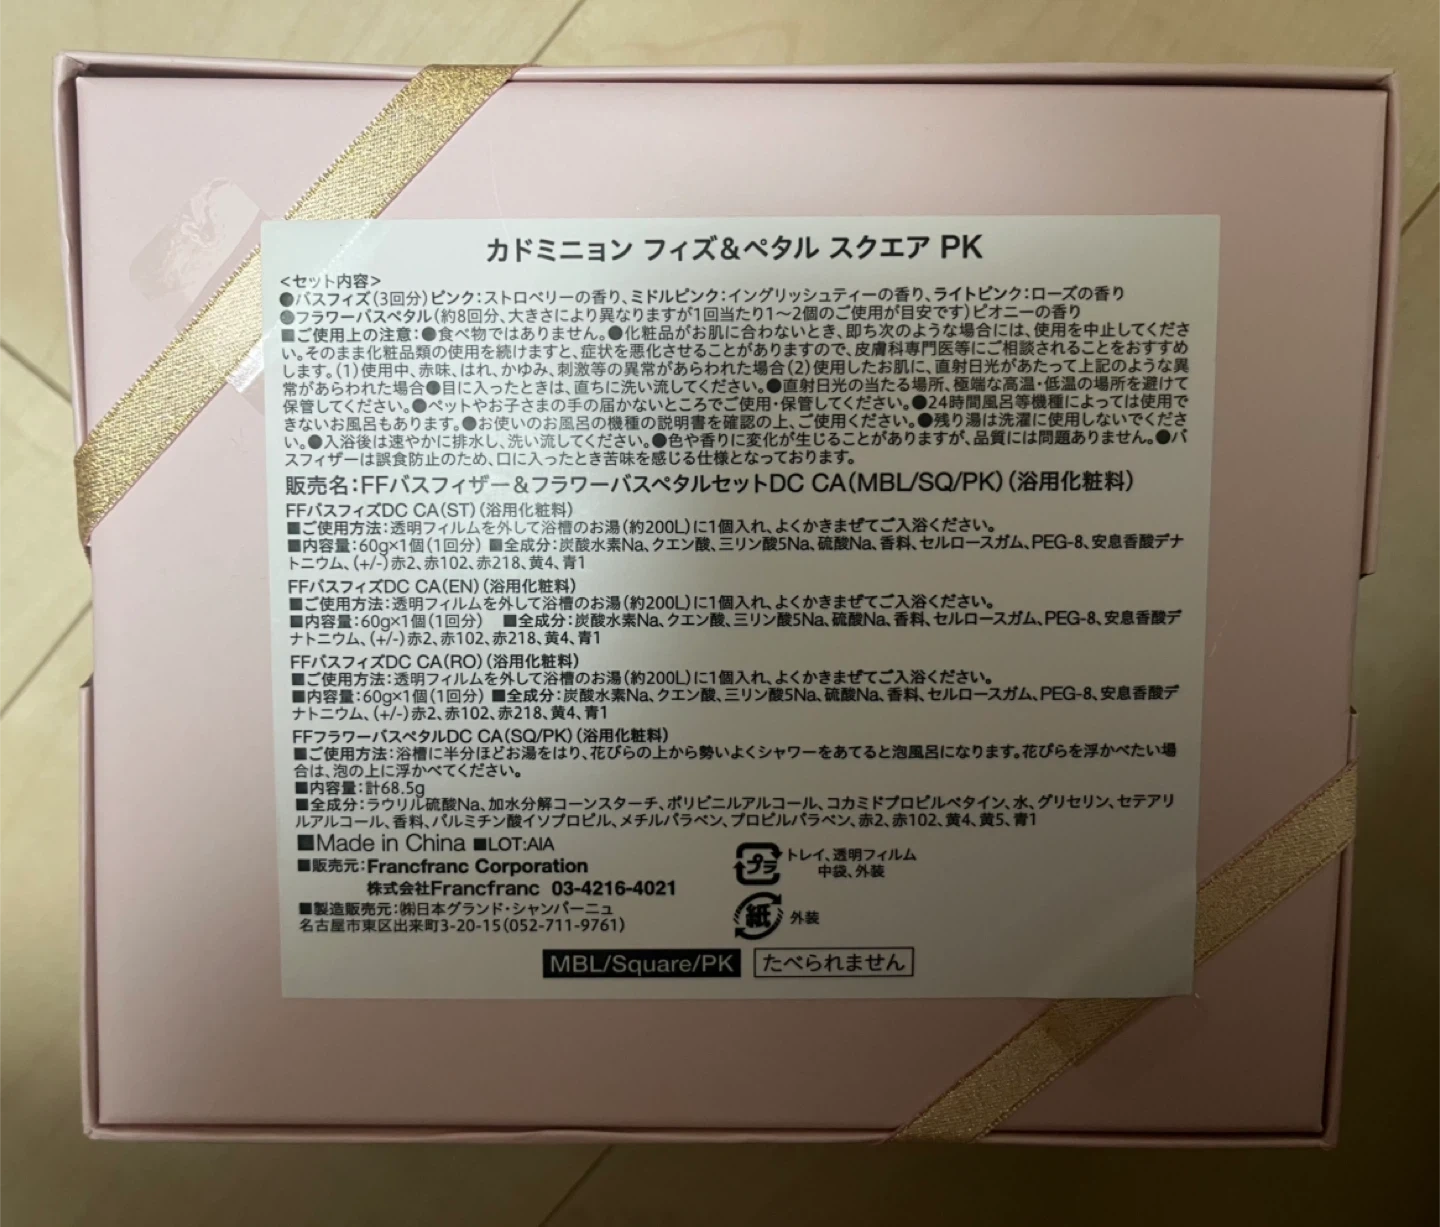 カドミニョン フィズ&ペタル スクエア PK
<セット内容>
●バスフィズ(3回分)ピンク:ストロベリーの香り、ミドルピンク:イングリッシュティーの香り、ライトピンク:ローズの香り
●フラワーバスペタル(約8回分、大きさにより異なりますが1回当たり1〜2個のご使用が目安です)ピオニーの香り
■ご使用上の注意:●食べ物ではありません。●化粧品がお肌に合わないとき、即ち次のような場合には、使用を中止してくださ
い。そのまま化粧品類の使用を続けますと、症状を悪化させることがありますので、皮膚科専門医等にご相談されることをおすすめ
します。(1)使用中、赤味、はれ、かゆみ、刺激等の異常があらわれた場合(2)使用したお肌に、直射日光があたって上記のような異
常があらわれた場合●目に入ったときは、直ちに洗い流してください。●直射日光の当たる場所、極端な高温・低温の場所を避けて
保管してください。●ペットやお子さまの手の届かないところでご使用・保管してください。●24時間風呂等機種によっては使用で
きないお風呂もあります。●お使いのお風呂の機種の説明書を確認の上、ご使用ください。●残り湯は洗濯に使用しないでくださ
い。●入浴後は速やかに排水し、洗い流してください。●色や香りに変化が生じることがありますが、品質には問題ありません。●バ
スフィザーは誤食防止のため、口に入ったとき苦味を感じる仕様となっております。
販売名:FFバスフィザー&フラワーバスペタルセットDC CA(MBL/SQ/PK)(浴用化粧料)
FFバスフィズDC CA(ST)(浴用化粧料)
■ご使用方法:透明フィルムを外して浴槽のお湯(約200L)に1個入れ、よくかきまぜてご入浴ください。
■内容量:60g×1個(1回分) ■全成分:炭酸水素Na、クエン酸、三リン酸5Na、硫酸Na、香料、セルロースガム、PEG-8、安息香酸デナ
トニウム、(+/-)赤2、赤102、赤218、黄4、青1
FFバスフィズDC CA(EN)(浴用化粧料)
■ご使用方法:透明フィルムを外して浴槽のお湯(約200L)に1個入れ、よくかきまぜてご入浴ください。
■内容量:60g×1個(1回分) ■全成分:炭酸水素Na、クエン酸、三リン酸5Na、硫酸Na、香料、セルロースガム、PEG-8、安息香酸デ
ナトニウム、(+/-)赤2、赤102、赤218、黄4、青1
FFバスフィズDC CA(RO)(浴用化粧料)
■ご使用方法:透明フィルムを外して浴槽のお湯(約200L)に1個入れ、よくかきまぜてご入浴ください。
■内容量:60g×1個(1回分) ■全成分:炭酸水素Na、クエン酸、三リン酸5Na、硫酸Na、香料、セルロースガム、PEG-8、安息香酸デ
ナトニウム、(+/-)赤2、赤102、赤218、黄4、青1
FFフラワーバスペタルDC CA(SQ/PK)(浴用化粧料)
■ご使用方法:浴槽に半分ほどお湯をはり、花びらの上から勢いよくシャワーをあてると泡風呂になります。花びらを浮かべたい場
合は、泡の上に浮かべてください。
■内容量:計68.5g
■全成分:ラウリル硫酸Na、加水分解コーンスターチ、ポリビニルアルコール、コカミドプロピルベタイン、水、グリセリン、セテアリ
ルアルコール、香料、パルミチン酸イソプロピル、メチルパラベン、プロピルパラベン、赤2、赤102、黄4、黄5、青1
■Made in China ■LOT:AIA
■販売元:Francfranc Corporation
株式会社Francfranc 03-4216-4021
■製造販売元:㈱日本グランド・シャンパーニュ
名古屋市東区出来町3-20-15(052-711-9761)
プラ トレイ、透明フィルム
中袋、外装
紙 外装
MBL/Square/PK たべられません